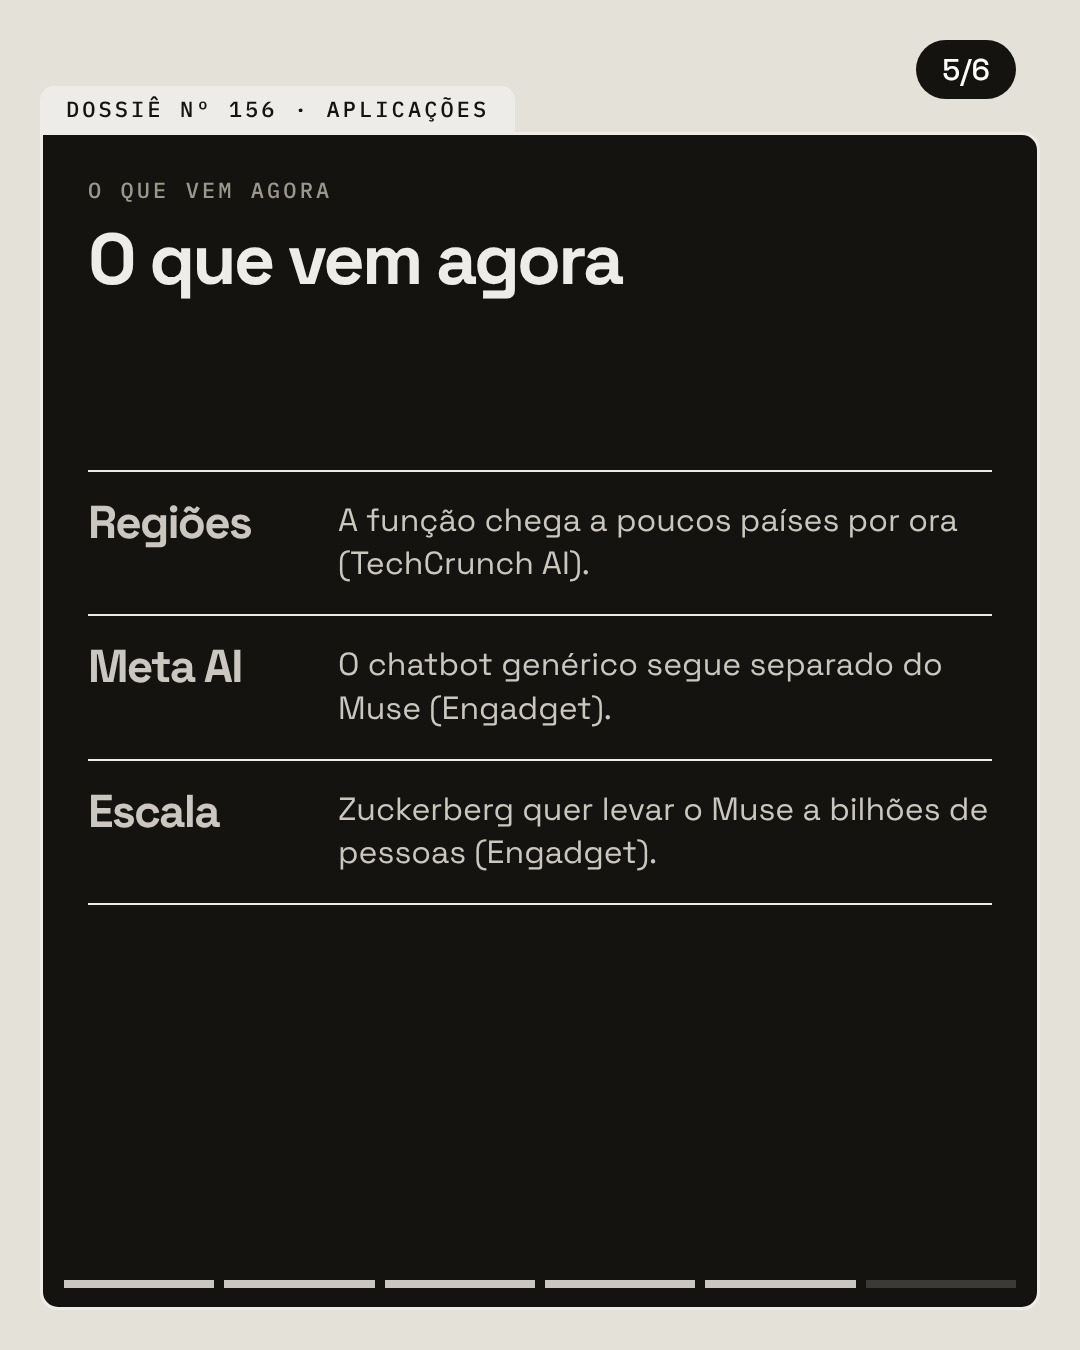 5/6
DOSSIÊ Nº 156 · APLICAÇÕES
O QUE VEM AGORA
O que vem agora
Regiões
A função chega a poucos países por ora
(TechCrunch AI).
Meta AI
O chatbot genérico segue separado do
Muse (Engadget).
Escala
Zuckerberg quer levar o Muse a bilhões de
pessoas (Engadget).